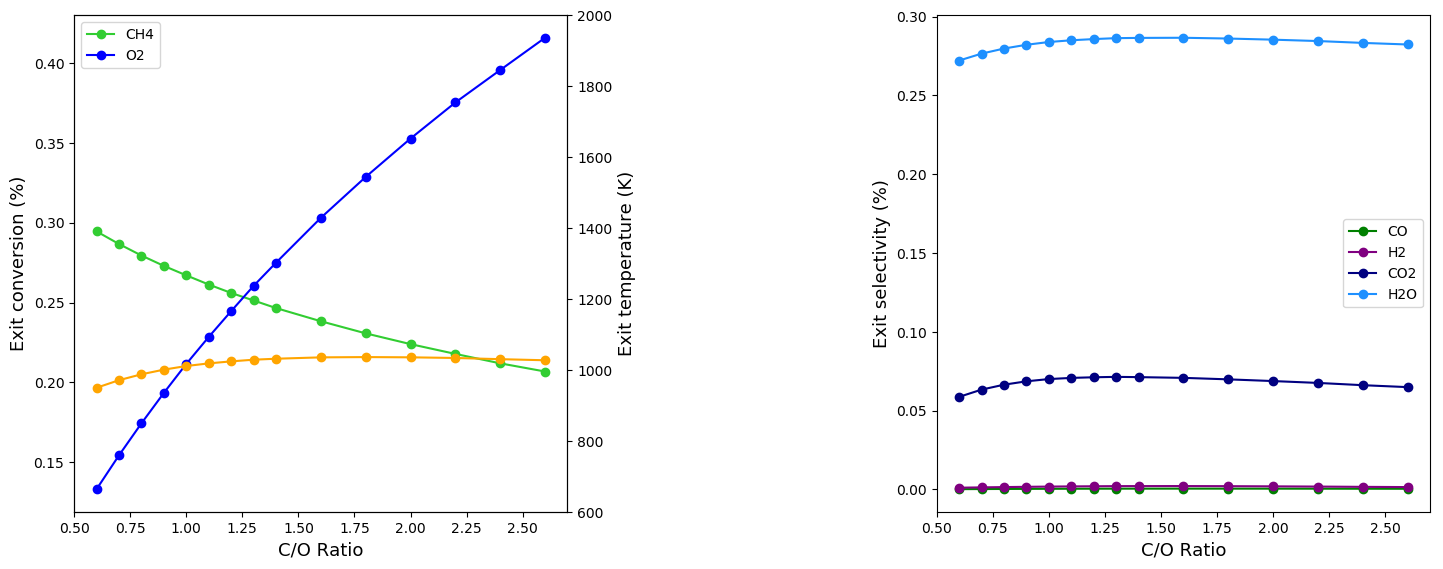 CH4
O2
0.40
0.35
0.30
0.25
0.20
0.15
Exit conversion (%)
0.50 0.75 1.00 1.25 1.50 1.75 2.00 2.25 2.50
C/O Ratio
2000
1800
1600
1400
1200
1000
800
600
Exit temperature (K)
0.30
0.25
0.20
0.15
0.10
0.05
0.00
Exit selectivity (%)
CO
H2
CO2
H2O
0.50 0.75 1.00 1.25 1.50 1.75 2.00 2.25 2.50
C/O Ratio